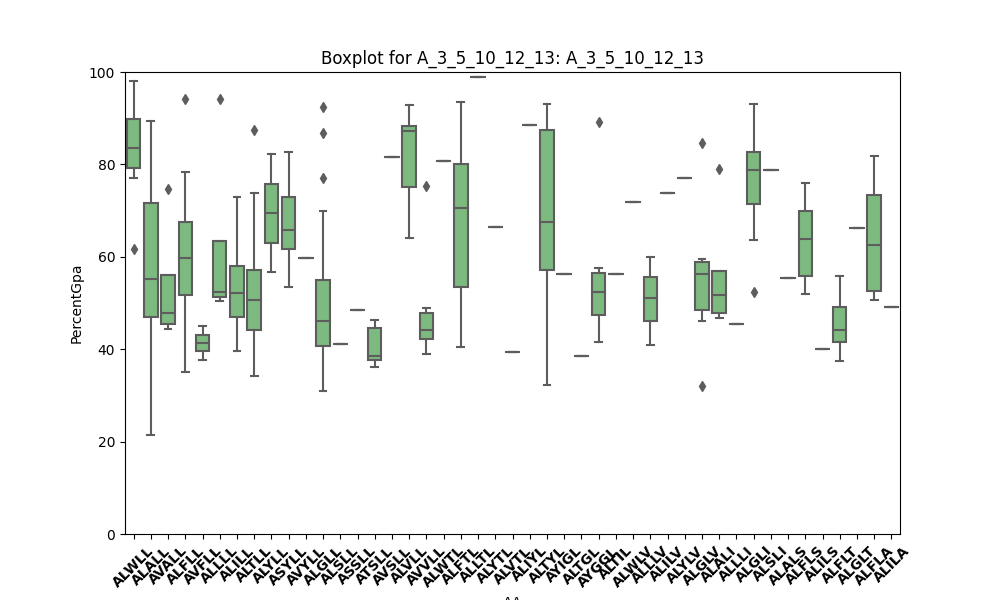 Boxplot for A_3_5_10_12_13: A_3_5_10_12_13
100
80
60
40
20
0
PercentGpa
ALWLL
ALALL
AVALL
ALFLL
AVFLL
ALLLL
ALILL
ALTLL
ALYLL
ASYLL
AVYLL
ALGLL
ALSLL
ASSLL
ATSLL
AVSLL
ALVLL
AVVLL
ALWTL
ALFTL
ALLTL
ALYTL
ALVTL
ALIYL
ALTYL
AYIGL
ALTGL
AYGGL
ALTIL
ALWLV
ALLLV
ALILV
ALYLV
ALGLV
ALALI
ALLLI
ALGLI
ALSLI
ALALS
ALFLS
ALILS
ALFLT
ALGLT
ALFLA
ALILA